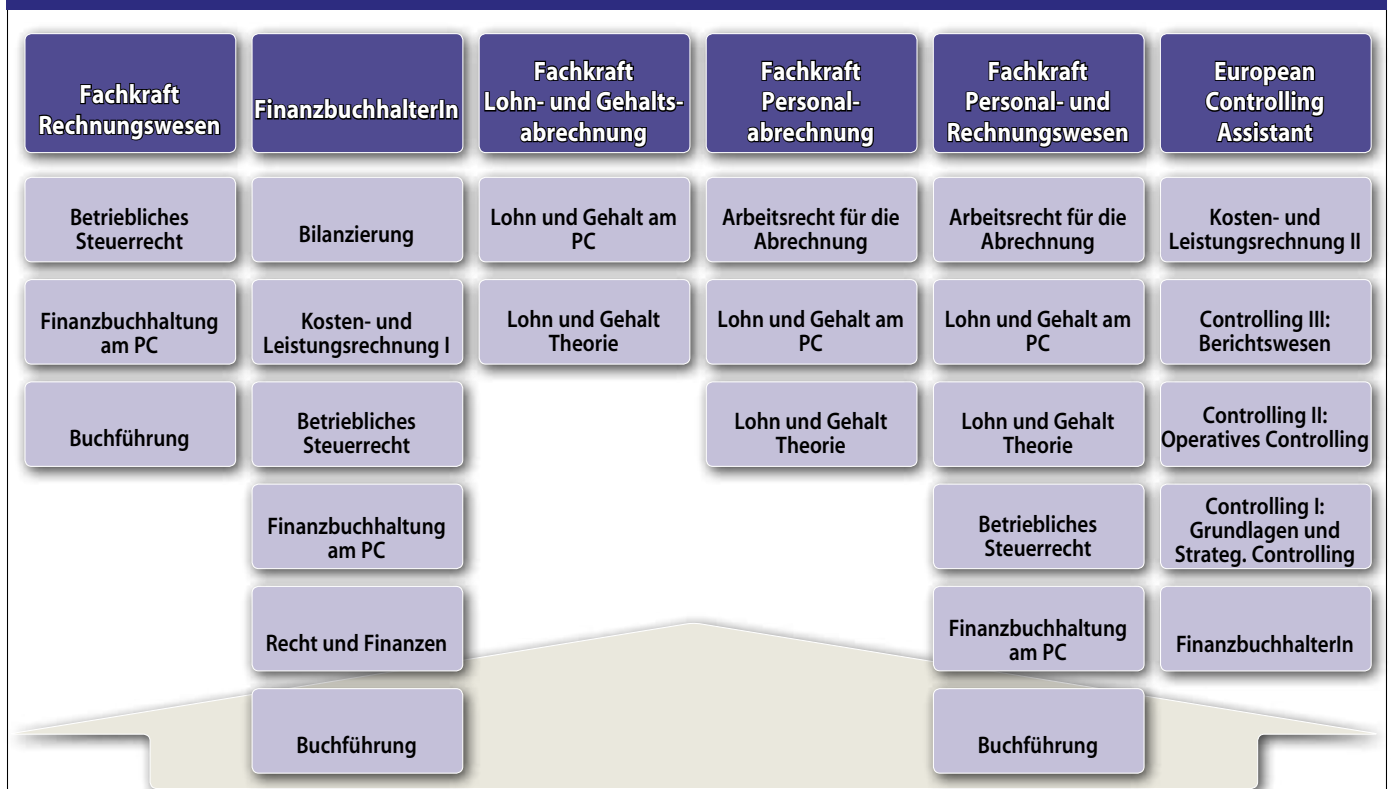 Fachkraft
Rechnungswesen
FinanzbuchhalterIn
Fachkraft
Lohn- und Gehalts-
abrechnung
Fachkraft
Personal-
abrechnung
Fachkraft
Personal- und
Rechnungswesen
European
Controlling
Assistant
Betriebliches
Steuerrecht
Bilanzierung
Lohn und Gehalt am
PC
Arbeitsrecht für die
Abrechnung
Arbeitsrecht für die
Abrechnung
Kosten- und
Leistungsrechnung II
Finanzbuchhaltung
am PC
Kosten- und
Leistungsrechnung I
Lohn und Gehalt
Theorie
Lohn und Gehalt am
PC
Lohn und Gehalt am
PC
Controlling III:
Berichtswesen
Buchführung
Betriebliches
Steuerrecht
Lohn und Gehalt
Theorie
Lohn und Gehalt
Theorie
Controlling II:
Operatives Controlling
Finanzbuchhaltung
am PC
Betriebliches
Steuerrecht
Controlling I:
Grundlagen und
Strateg. Controlling
Recht und Finanzen
Finanzbuchhaltung
am PC
FinanzbuchhalterIn
Buchführung
Buchführung